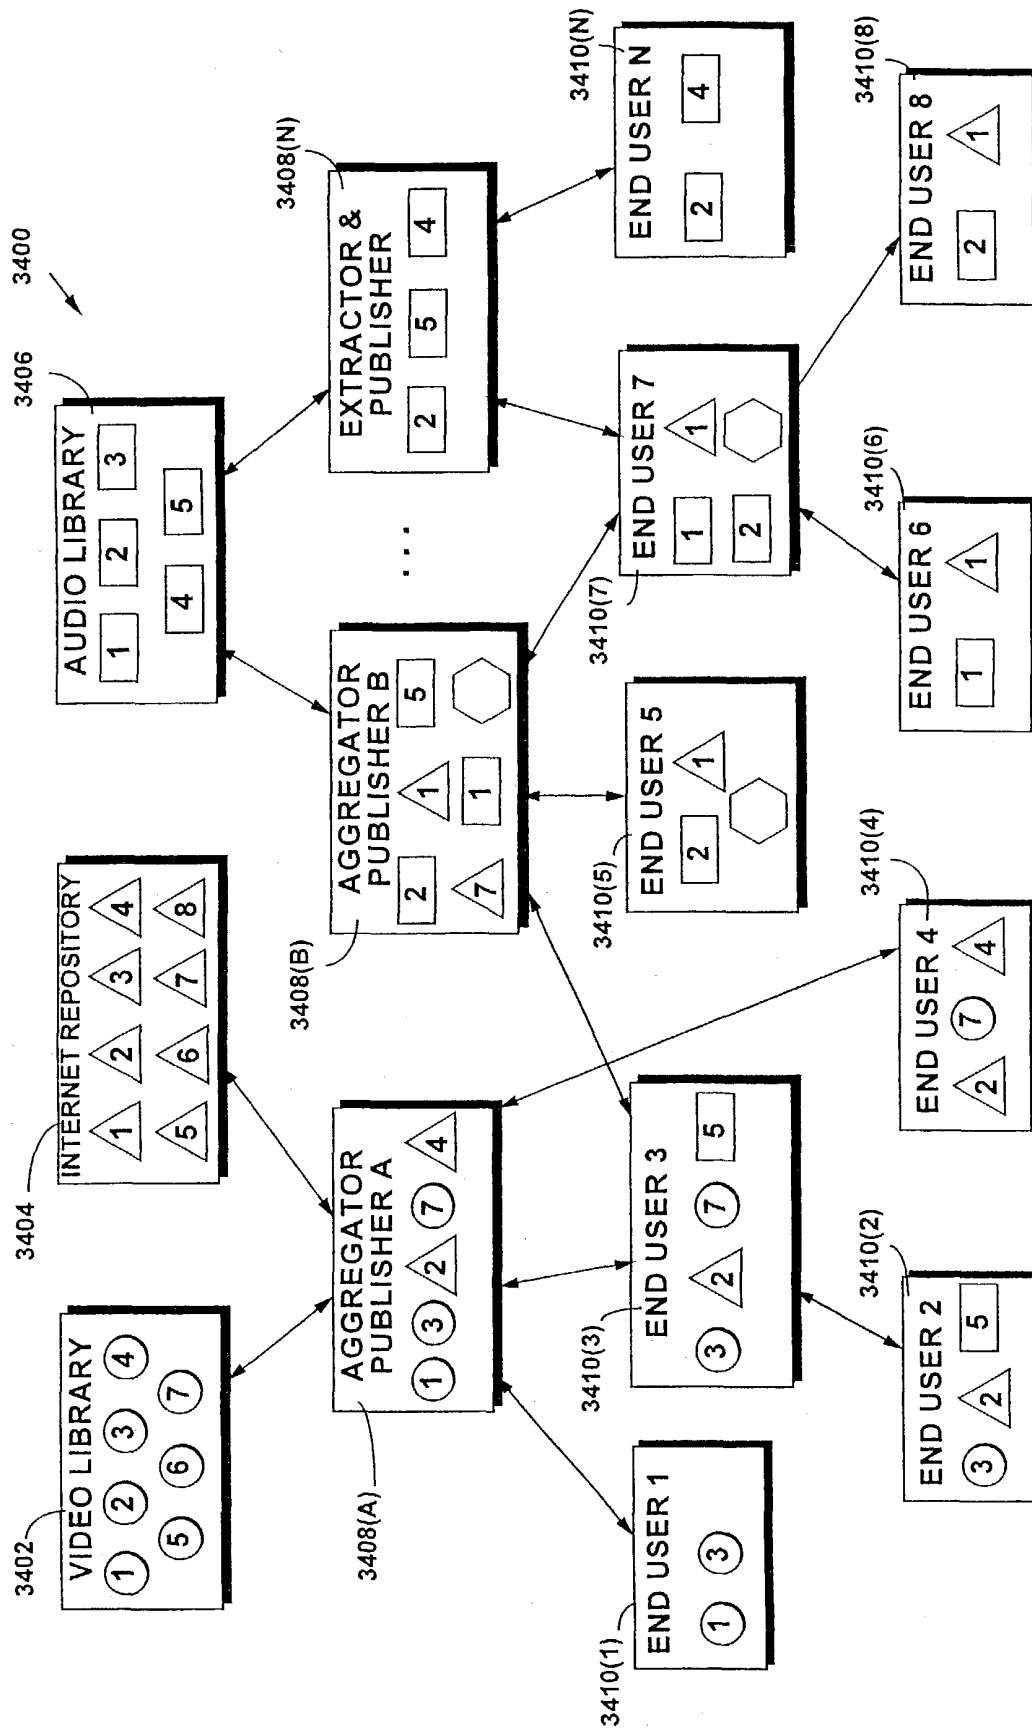 3400
3402
VIDEO LIBRARY
1 2 3 4
5 6 7
3404
INTERNET REPOSITORY
1 2 3 4
5 6 7 8
3406
AUDIO LIBRARY
1 2 3
4 5
3408(A)
AGGREGATOR
PUBLISHER A
1 3 2 7 4
3408(B)
AGGREGATOR
PUBLISHER B
2 1 5
7 1
...
3408(N)
EXTRACTOR &
PUBLISHER
2 5 4
3410(1)
END USER 1
1 3
3410(3)
END USER 3
3 2 7 5
3410(5)
END USER 5
2 1
3410(7)
END USER 7
1 1
2
3410(N)
END USER N
2 4
3410(2)
END USER 2
3 2 5
3410(4)
END USER 4
2 7 4
3410(6)
END USER 6
1 1
3410(8)
END USER 8
2 1